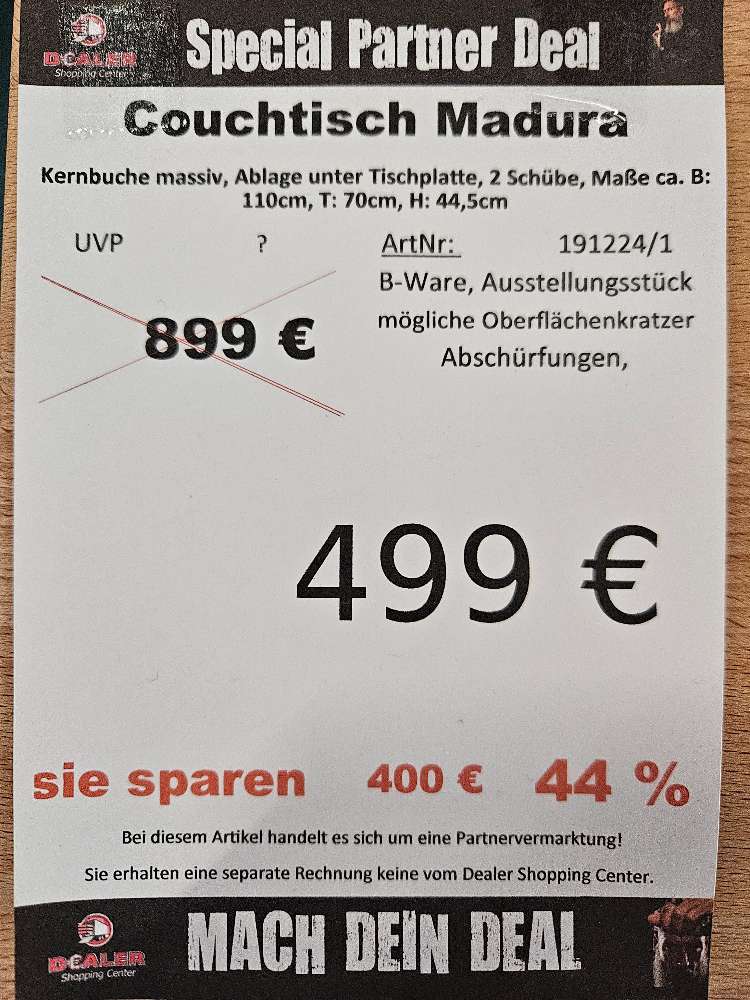 DEALER
Shopping Center
Special Partner Deal
Couchtisch Madura
Kernbuche massiv, Ablage unter Tischplatte, 2 Schübe, Maße ca. B:
110cm, T: 70cm, H: 44,5cm
UVP ? ArtNr: 191224/1
B-Ware, Ausstellungsstück
899 €
mögliche Oberflächenkratzer
Abschürfungen,
499 €
sie sparen 400 € 44 %
Bei diesem Artikel handelt es sich um eine Partnervermarktung!
Sie erhalten eine separate Rechnung keine vom Dealer Shopping Center.
DEALER
Shopping Center
MACH DEIN DEAL